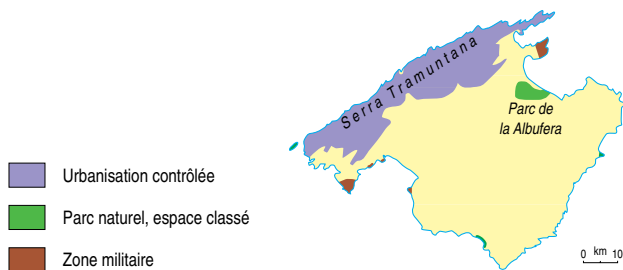 Serra Tramuntana
Parc de
la Albufera
Urbanisation contrôlée
Parc naturel, espace classé
Zone militaire
km
0 10